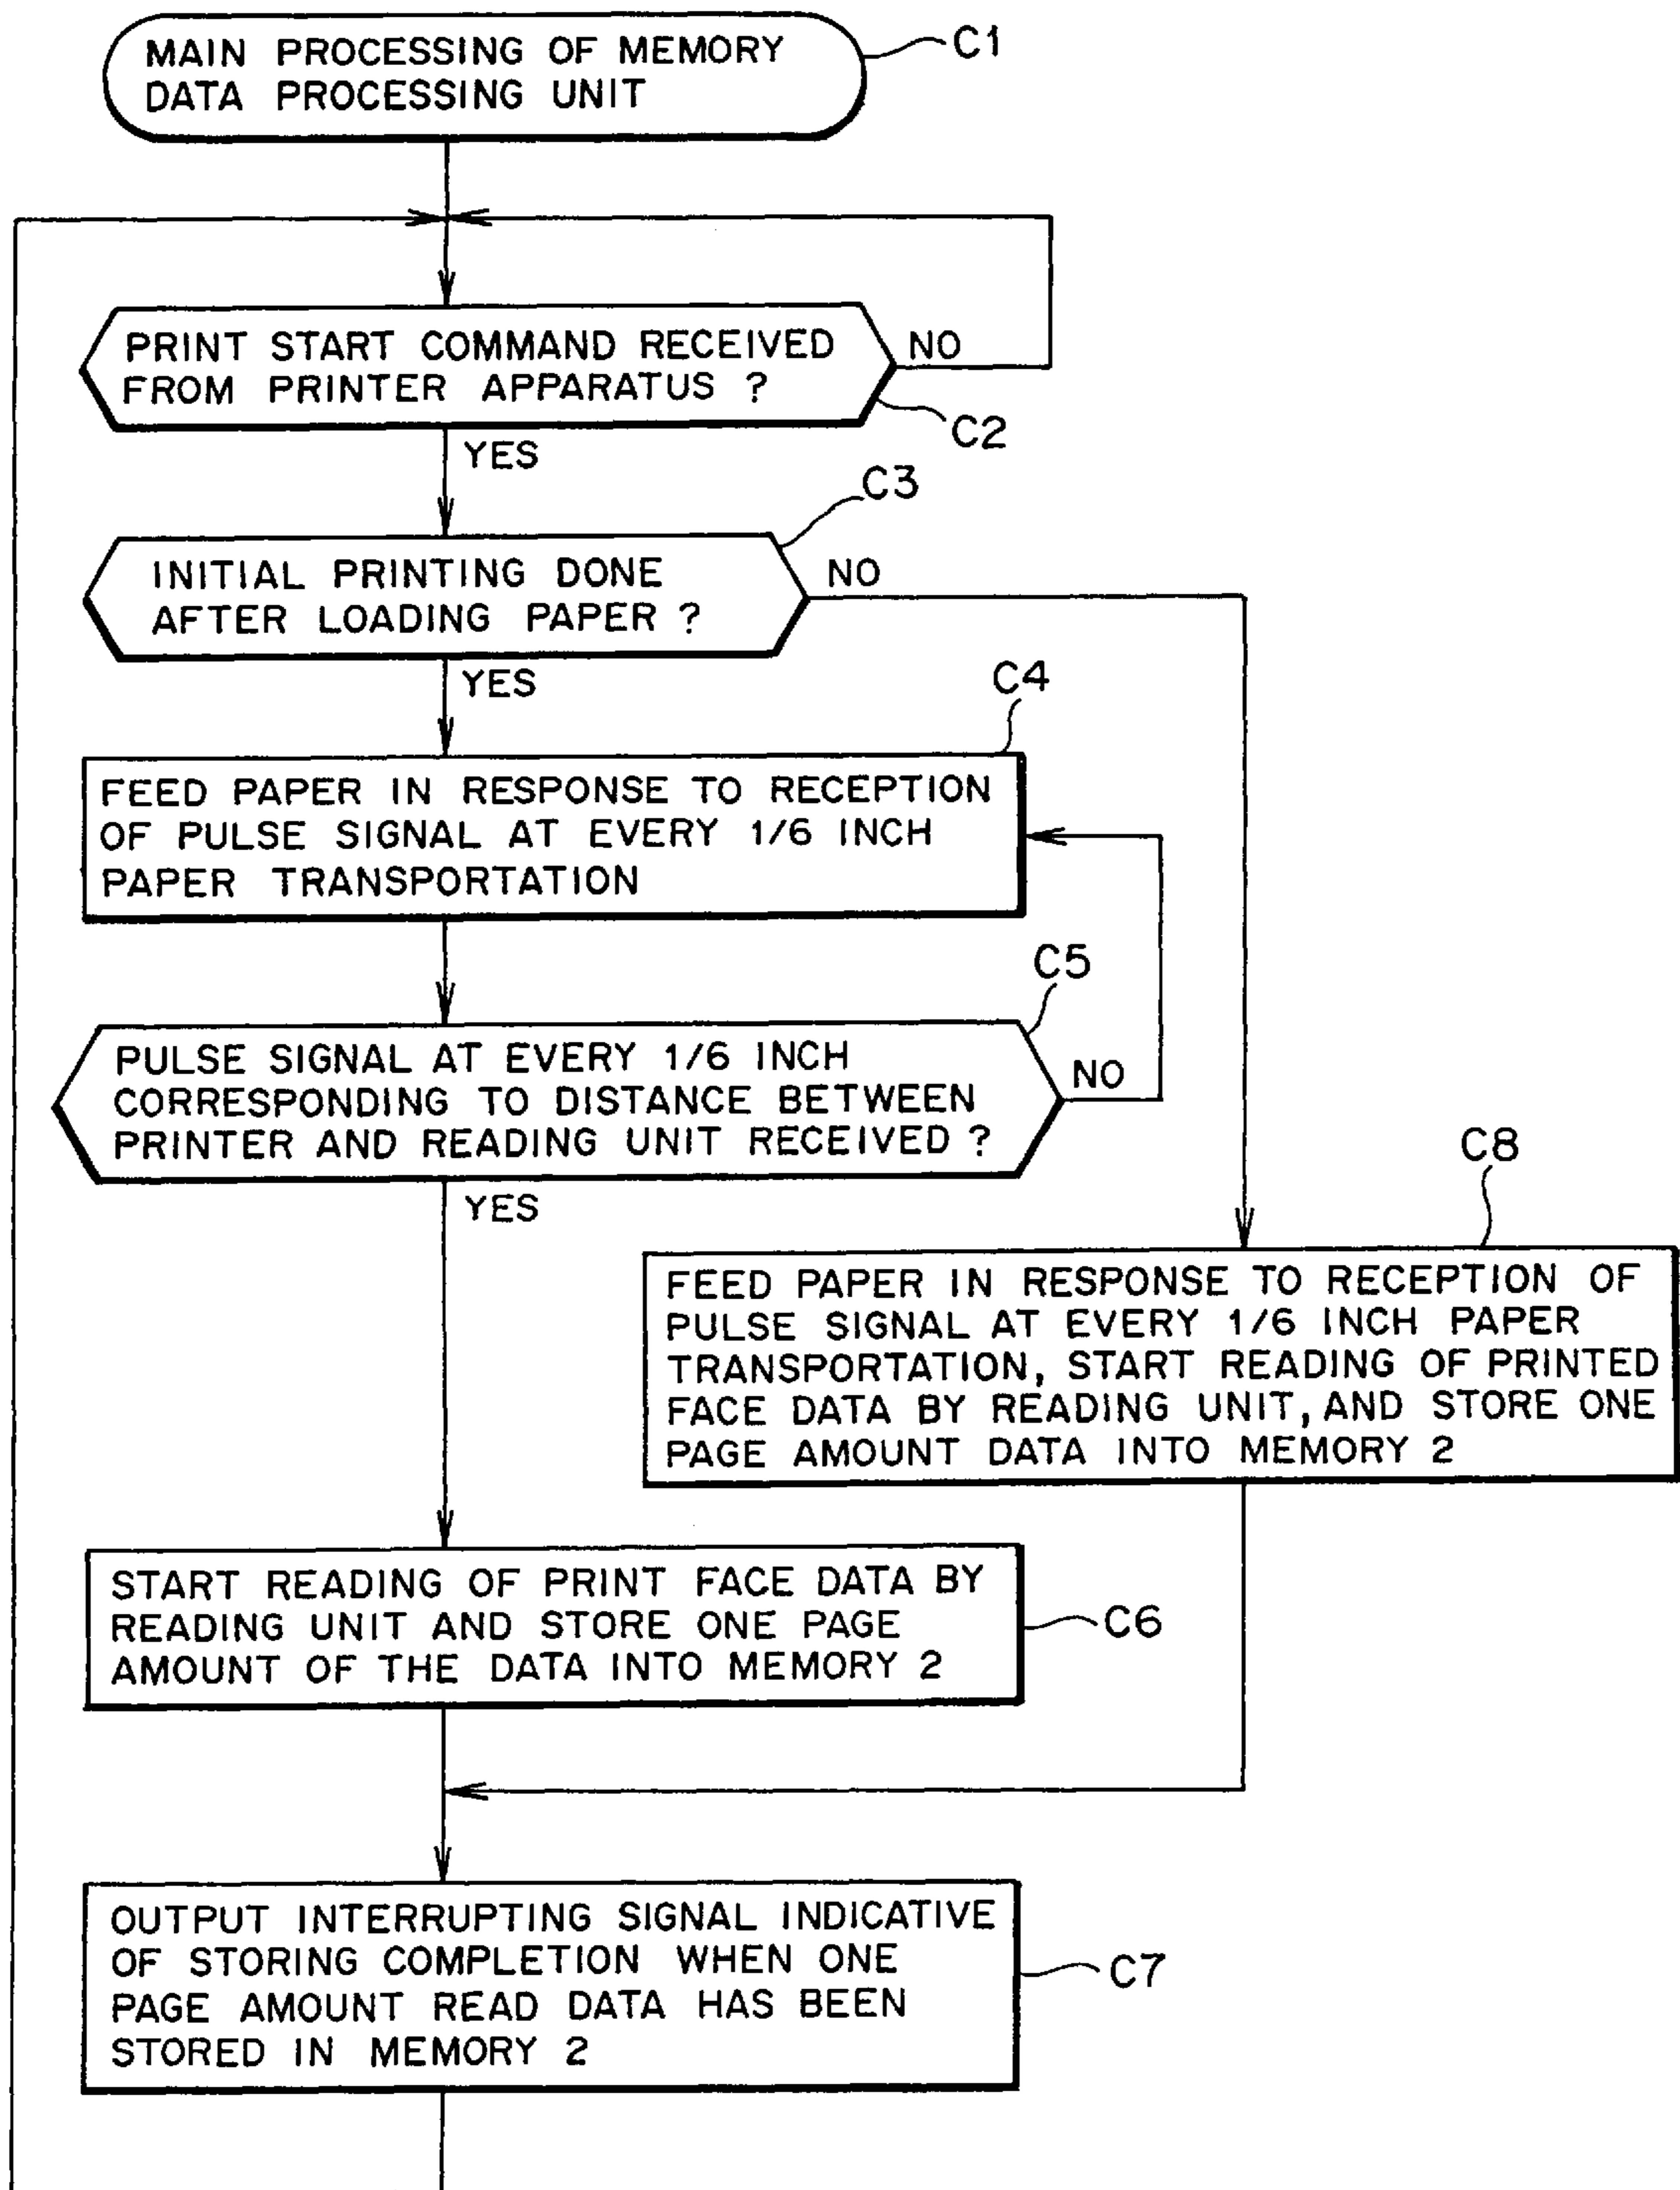 MAIN PROCESSING OF MEMORY
DATA PROCESSING UNIT
C1
PRINT START COMMAND RECEIVED
FROM PRINTER APPARATUS ?
NO
C2
YES
C3
INITIAL PRINTING DONE
AFTER LOADING PAPER ?
NO
YES
C4
FEED PAPER IN RESPONSE TO RECEPTION
OF PULSE SIGNAL AT EVERY 1/6 INCH
PAPER TRANSPORTATION
C5
PULSE SIGNAL AT EVERY 1/6 INCH
CORRESPONDING TO DISTANCE BETWEEN
PRINTER AND READING UNIT RECEIVED ?
NO
YES
C8
FEED PAPER IN RESPONSE TO RECEPTION OF
PULSE SIGNAL AT EVERY 1/6 INCH PAPER
TRANSPORTATION, START READING OF PRINTED
FACE DATA BY READING UNIT, AND STORE ONE
PAGE AMOUNT DATA INTO MEMORY 2
START READING OF PRINT FACE DATA BY
READING UNIT AND STORE ONE PAGE
AMOUNT OF THE DATA INTO MEMORY 2
C6
OUTPUT INTERRUPTING SIGNAL INDICATIVE
OF STORING COMPLETION WHEN ONE
PAGE AMOUNT READ DATA HAS BEEN
STORED IN MEMORY 2
C7